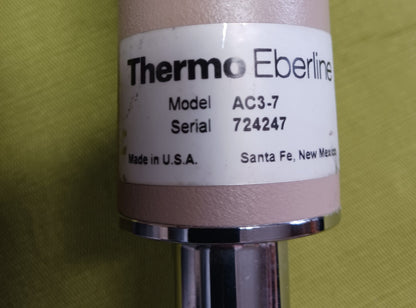 Thermo Eberline
Model AC3-7
Serial 724247
Made in U.S.A. Santa Fe, New Mexico